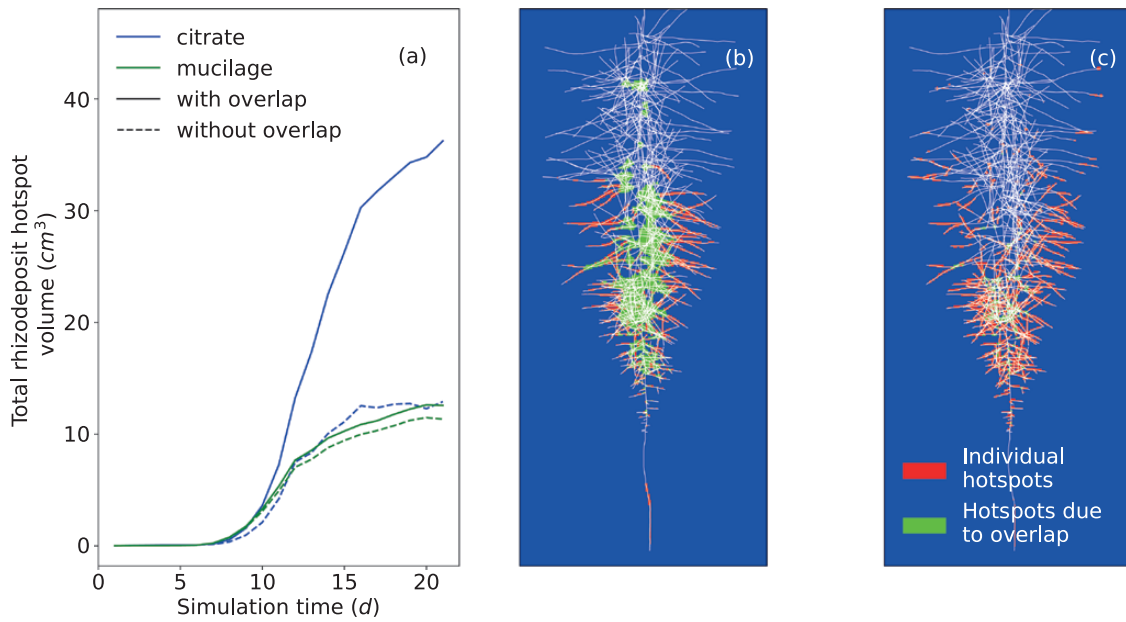 citrate
mucilage
with overlap
without overlap
(a)
Total rhizodeposit hotspot
volume (cm³)
40
30
20
10
0
0
5
10
15
20
Simulation time (d)
(b)
(c)
Individual
hotspots
Hotspots due
to overlap